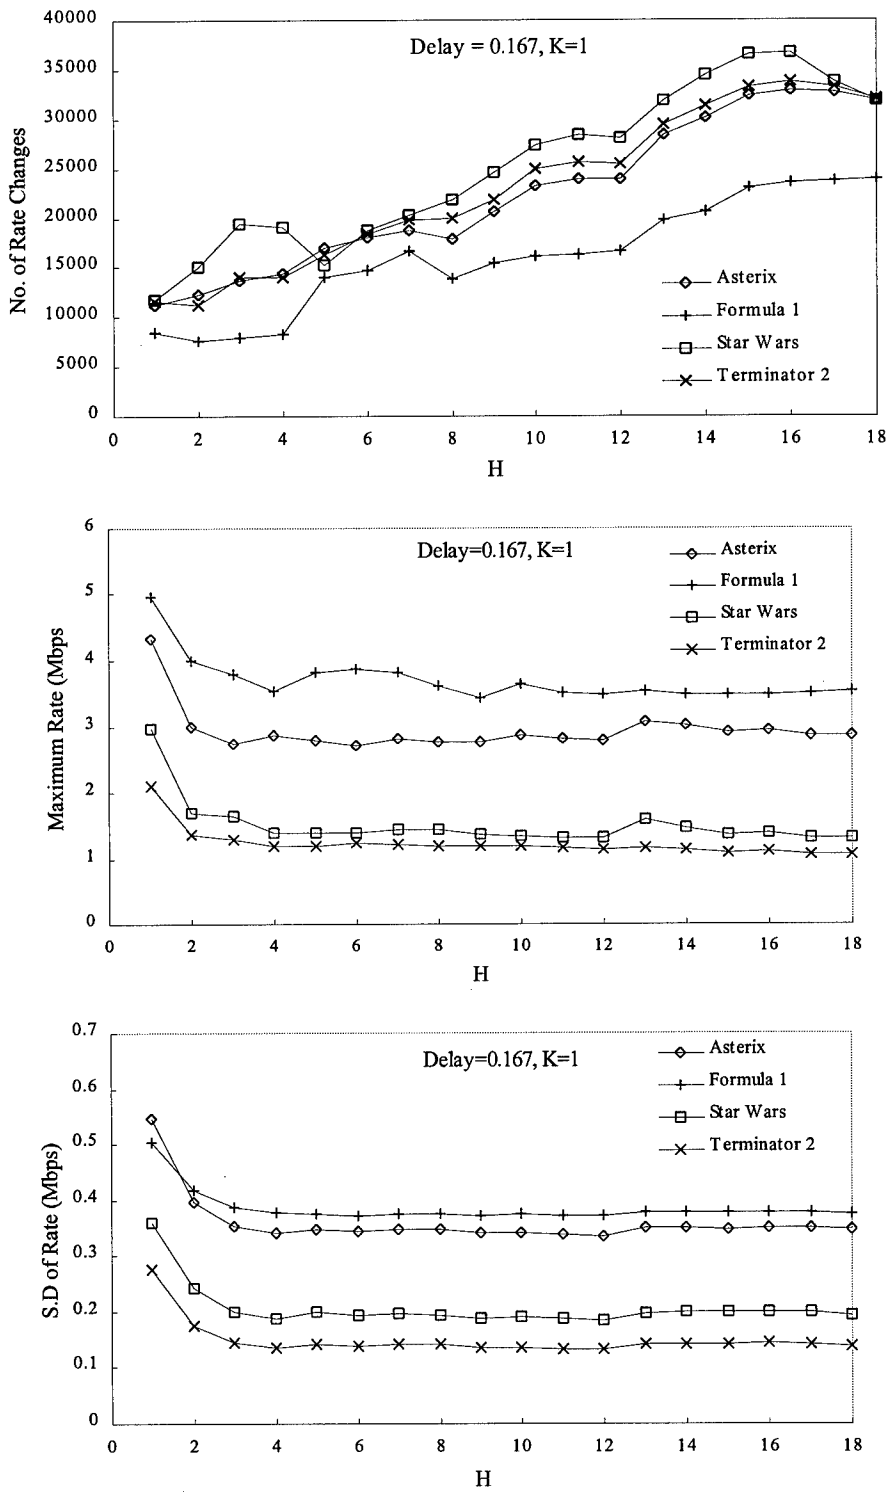 40000
Delay = 0.167, K=1
35000
30000
25000
20000
15000
10000
5000
0
No. of Rate Changes
Asterix
Formula 1
Star Wars
Terminator 2
0 2 4 6 8 10 12 14 16 18
H
6
Delay=0.167, K=1
5
4
3
2
1
0
Maximum Rate (Mbps
Asterix
Formula 1
Star Wars
Terminator 2
0 2 4 6 8 10 12 14 16 18
H
0.7
Delay=0.167, K=1
0.6
0.5
0.4
0.3
0.2
0.1
0
S.D of Rate (Mbps)
Asterix
Formula 1
Star Wars
Terminator 2
0 2 4 6 8 10 12 14 16 18
H